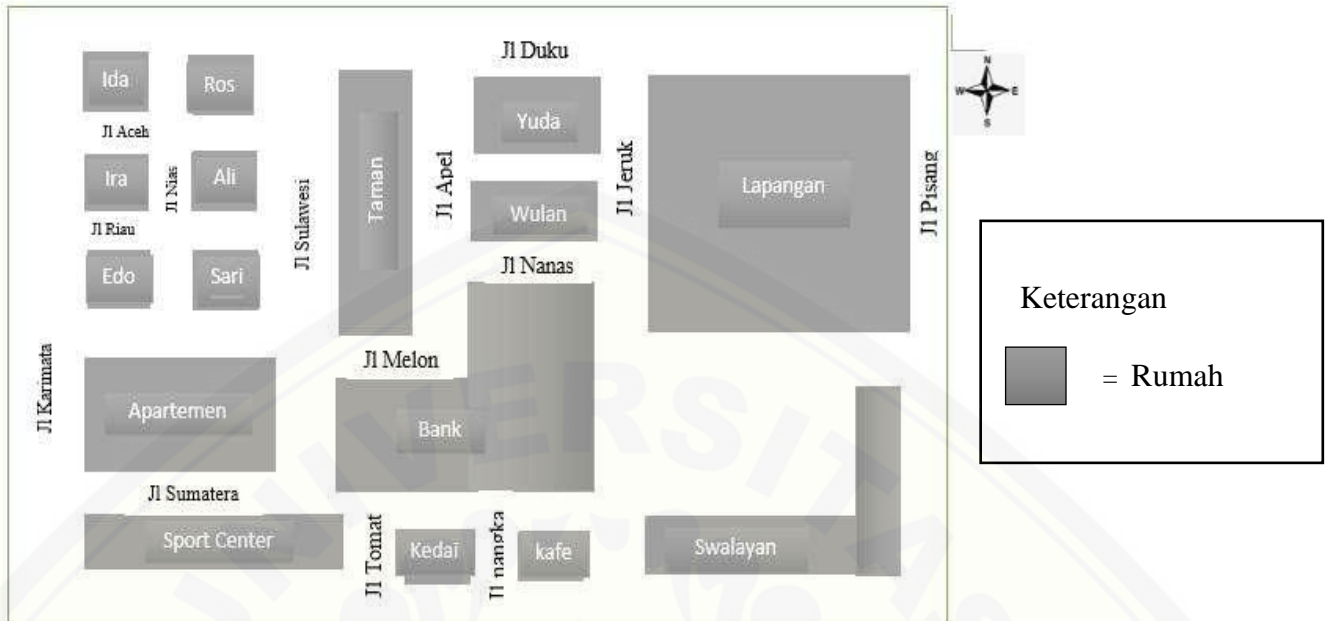 Jl Duku
N
W E
S
Ida
Ros
Jl Aceh
Yuda
Ira
Jl Nias
Ali
Jl Sulawesi
Taman
Jl Apel
Wulan
Jl Jeruk
Lapangan
Jl Pisang
Jl Riau
Edo
Sari
Jl Nanas
Keterangan
= Rumah
Jl Karimata
Jl Melon
Apartemen
Bank
Jl Sumatera
Sport Center
Jl Tomat
Kedai
Jl nangka
kafe
Swalayan
UNIVERSITAS